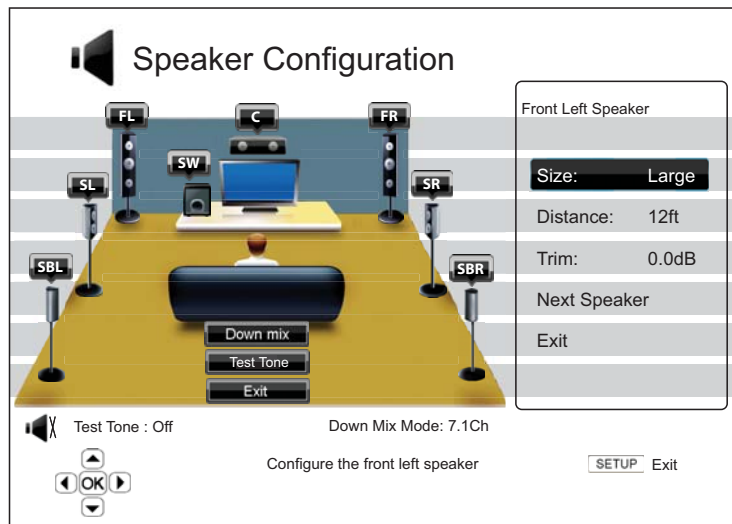 Speaker Configuration
FL
C
FR
SW
SL
SR
SBL
SBR
Down mix
Test Tone
Exit
Front Left Speaker
Size: Large
Distance: 12ft
Trim: 0.0dB
Next Speaker
Exit
Test Tone : Off
Down Mix Mode: 7.1Ch
OK
Configure the front left speaker
SETUP Exit